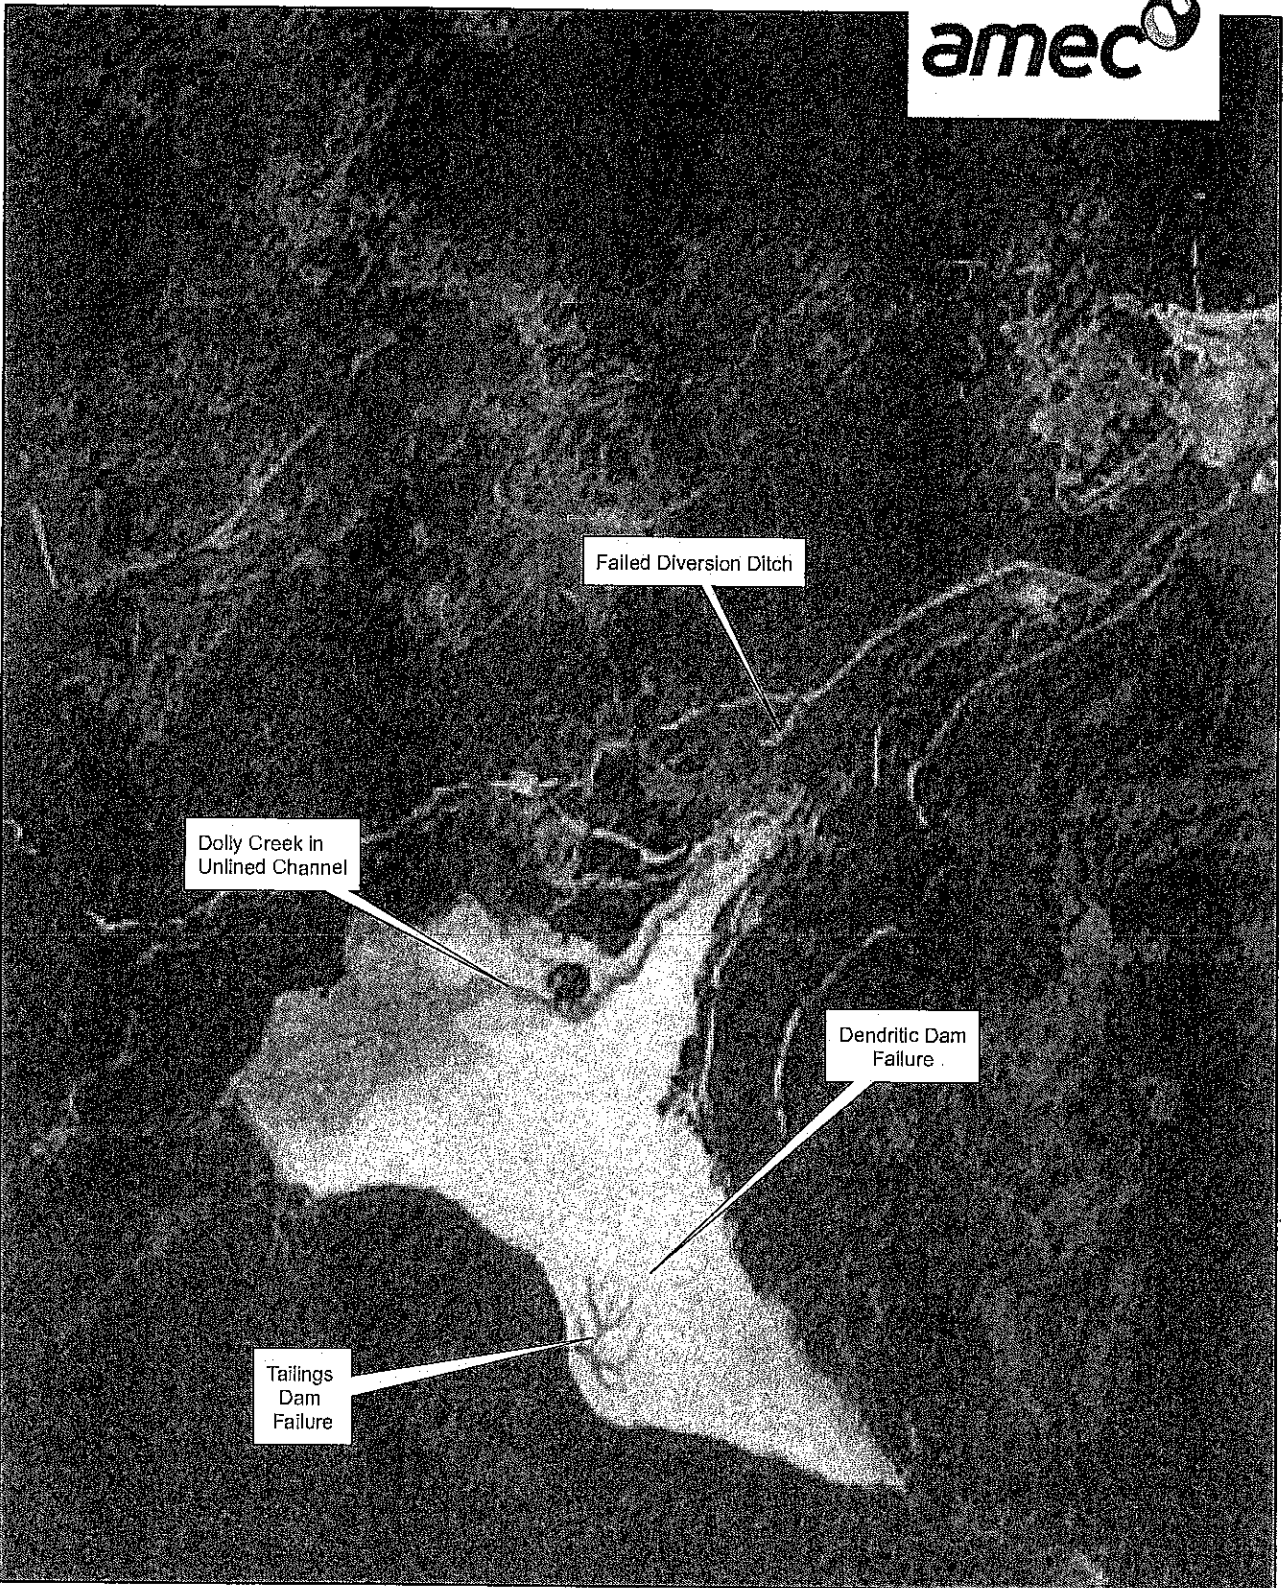 amec
Failed Diversion Ditch
Dolly Creek in
Unlined Channel
Dendritic Dam
Failure
Tailings
Dam
Failure